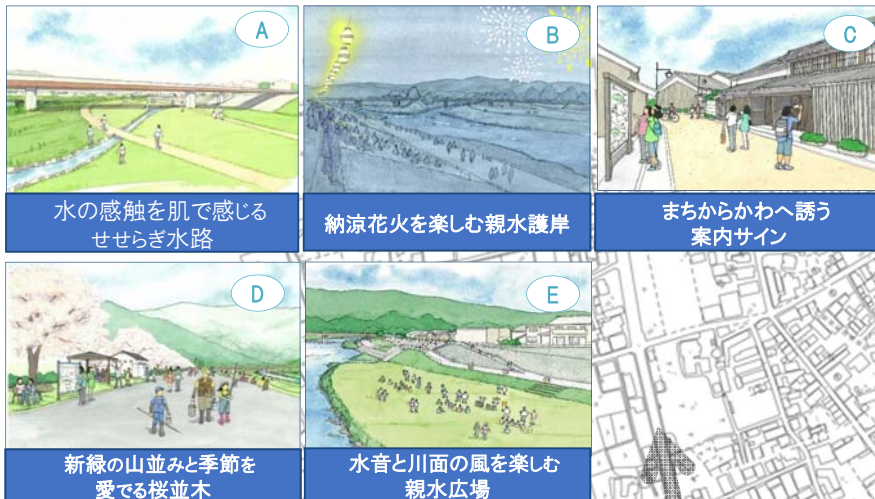 A
水の感触を肌で感じる
せせらぎ水路
B
納涼花火を楽しむ親水護岸
C
まちからかわへ誘う
案内サイン
D
新緑の山並みと季節を
愛でる桜並木
E
水音と川面の風を楽しむ
親水広場